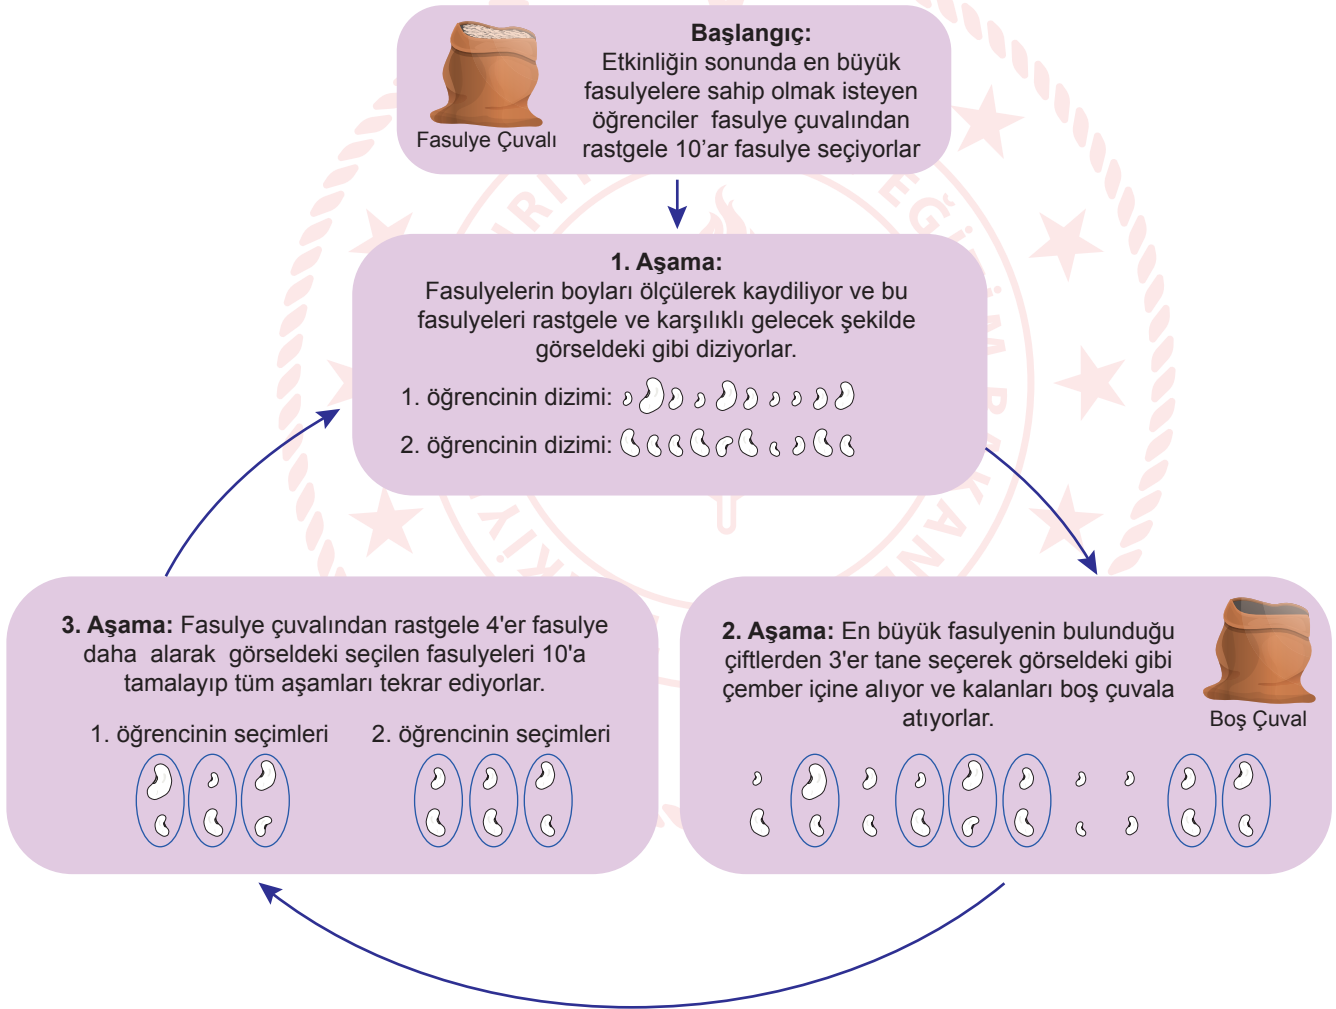 Başlangıç:
Etkinliğin sonunda en büyük
fasulyelere sahip olmak isteyen
öğrenciler fasulye çuvalından
rastgele 10'ar fasulye seçiyorlar
Fasulye Çuvalı
1. Aşama:
Fasulyelerin boyları ölçülerek kaydiliyor ve bu
fasulyeleri rastgele ve karşılıklı gelecek şekilde
görseldeki gibi diziyorlar.
1. öğrencinin dizimi:
2. öğrencinin dizimi:
2. Aşama: En büyük fasulyenin bulunduğu
çiftlerden 3'er tane seçerek görseldeki gibi
çember içine alıyor ve kalanları boş çuvala
atıyorlar.
Boş Çuval
3. Aşama: Fasulye çuvalından rastgele 4'er fasulye
daha alarak görseldeki seçilen fasulyeleri 10'a
tamalayıp tüm aşamları tekrar ediyorlar.
1. öğrencinin seçimleri
2. öğrencinin seçimleri